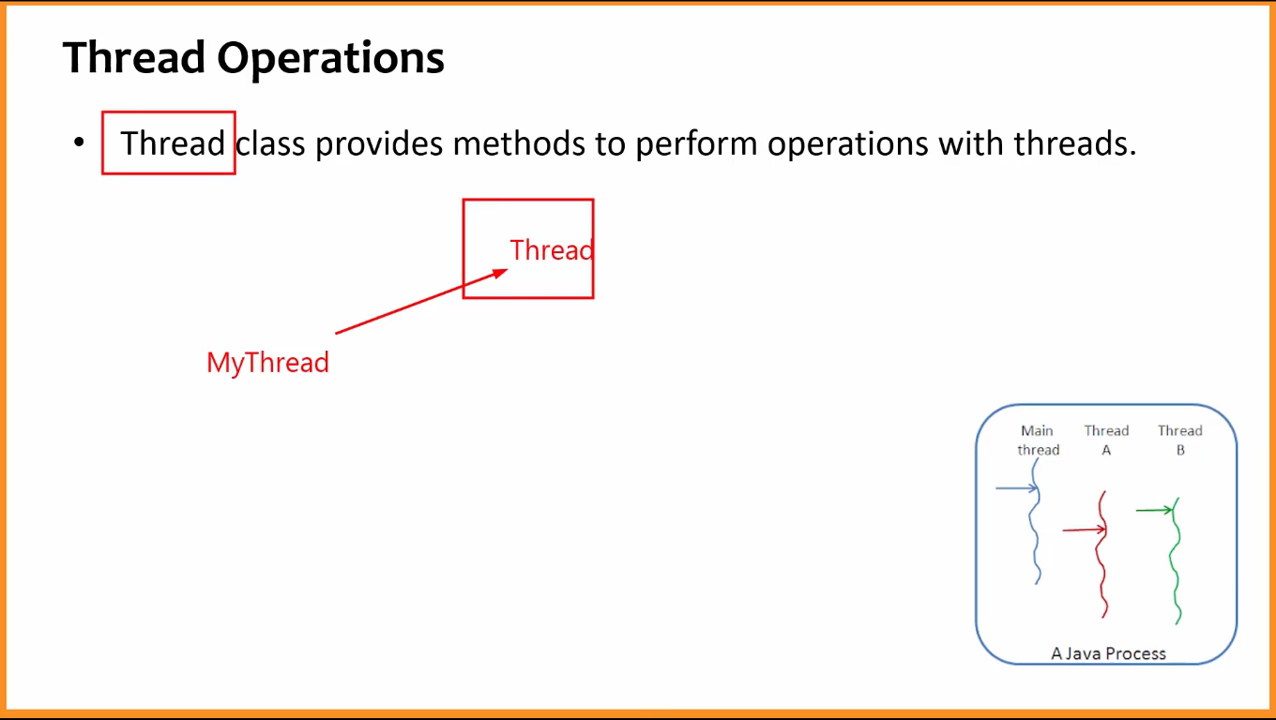 Thread Operations
• Thread class provides methods to perform operations with threads.
Thread
MyThread
Main thread
Thread A
Thread B
A Java Process